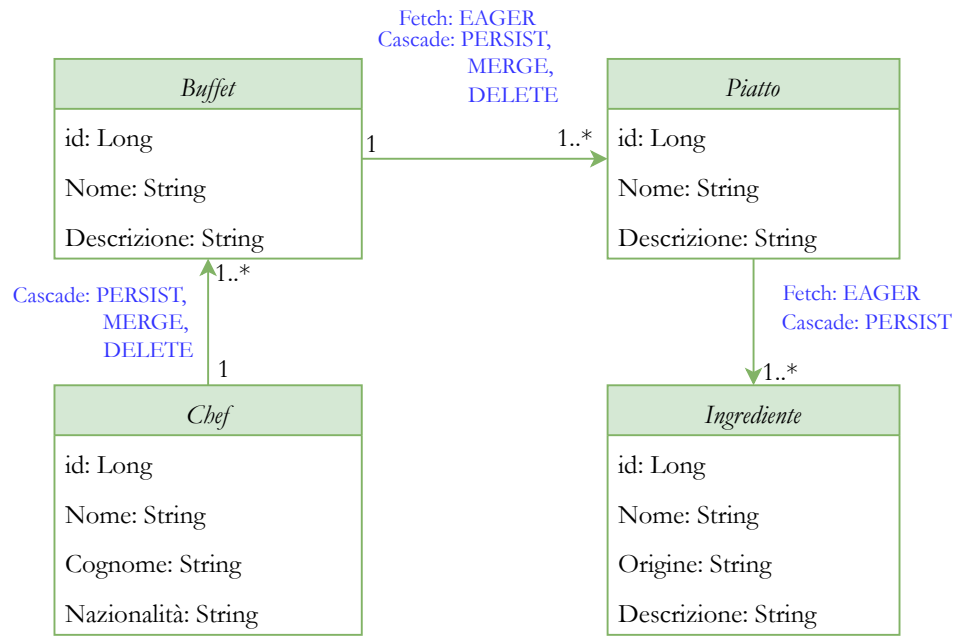 Fetch: EAGER
Cascade: PERSIST,
MERGE,
DELETE
Buffet
id: Long
Nome: String
Descrizione: String
1
1..*
Piatto
id: Long
Nome: String
Descrizione: String
1..*
Cascade: PERSIST,
MERGE,
DELETE
1
Fetch: EAGER
Cascade: PERSIST
1..*
Chef
id: Long
Nome: String
Cognome: String
Nazionalità: String
Ingrediente
id: Long
Nome: String
Origine: String
Descrizione: String